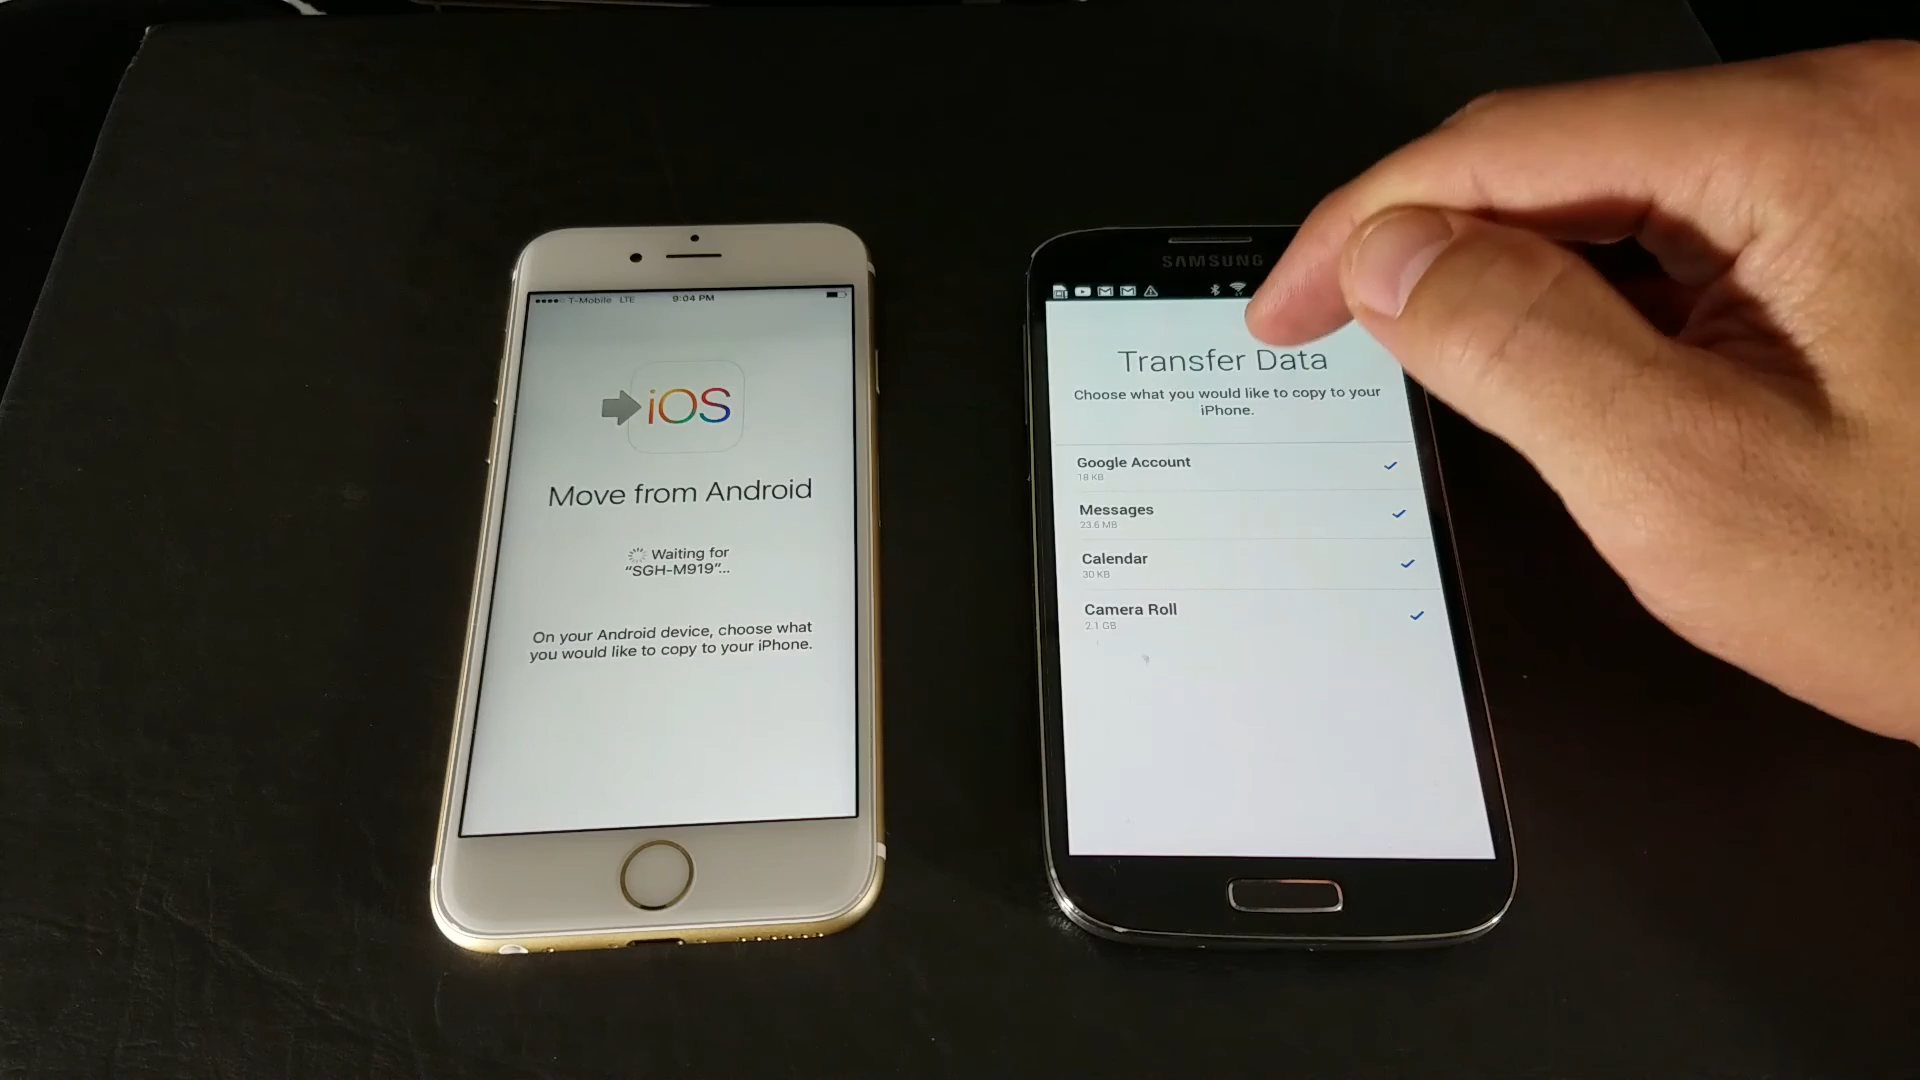 T-Mobile LTE 9:04 PM
iOS
Move from Android
Waiting for
"SGH-M919"...
On your Android device, choose what
you would like to copy to your iPhone.
SAMSUNG
Transfer Data
Choose what you would like to copy to your
iPhone.
Google Account
18 KB
Messages
23.6 MB
Calendar
30 KB
Camera Roll
2.1 GB